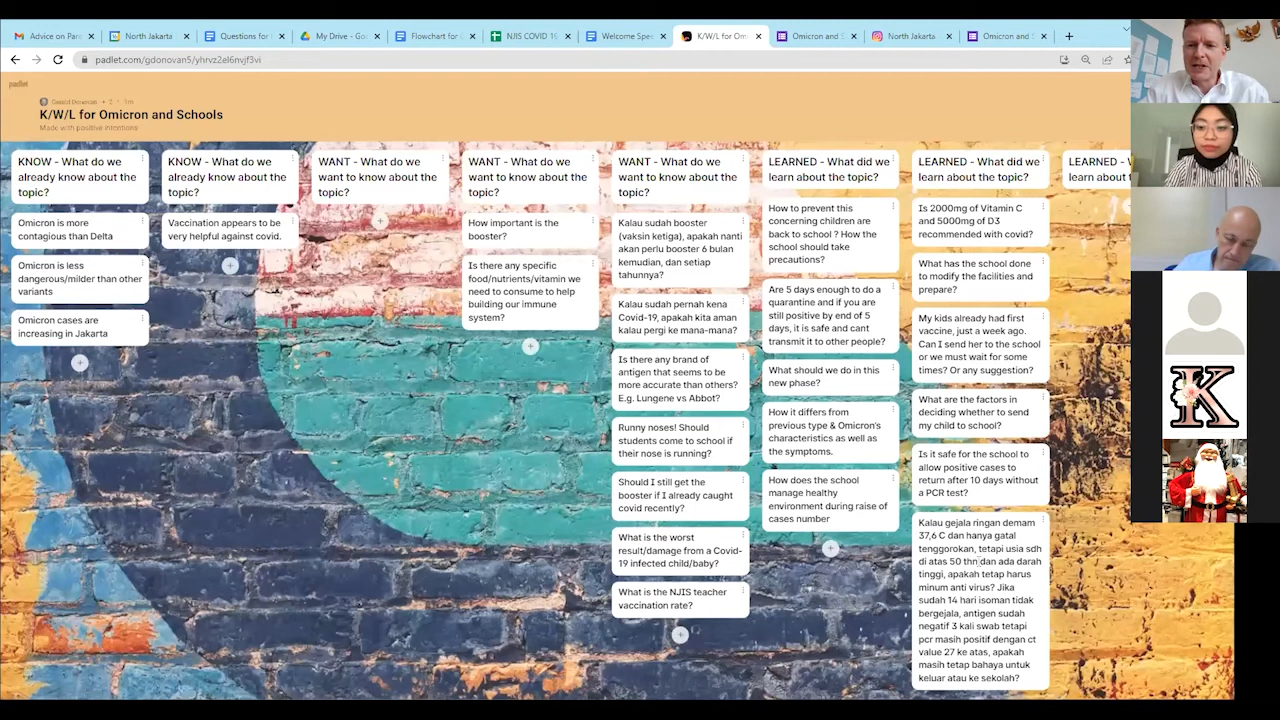 Advice on Par
North Jakarta
Questions for
My Drive - Go
Flowchart for
NJIS COVID 19
Welcome Spe
K/W/L for Om
Omicron and S
North Jakarta
Omicron and
padlet.com/gdonovan5/yhrvz2el6nvjf3vi
padlet
Gerald Donovan + 2 • 1m
K/W/L for Omicron and Schools
Made with positive intentions
KNOW - What do we
already know about the
topic?
Omicron is more
contagious than Delta
Omicron is less
dangerous/milder than other
variants
Omicron cases are
increasing in Jakarta
KNOW - What do we
already know about the
topic?
Vaccination appears to be
very helpful against covid.
WANT - What do we
want to know about the
topic?
WANT - What do we
want to know about the
topic?
How important is the
booster?
Is there any specific
food/nutrients/vitamin we
need to consume to help
building our immune
system?
WANT - What do we
want to know about the
topic?
Kalau sudah booster
(vaksin ketiga), apakah nanti
akan perlu booster 6 bulan
kemudian, dan setiap
tahunnya?
Kalau sudah pernah kena
Covid-19, apakah kita aman
kalau pergi ke mana-mana?
Is there any brand of
antigen that seems to be
more accurate than others?
E.g. Lungene vs Abbot?
Runny noses! Should
students come to school if
their nose is running?
Should I still get the
booster if I already caught
covid recently?
What is the worst
result/damage from a Covid-
19 infected child/baby?
What is the NJIS teacher
vaccination rate?
LEARNED - What did we
learn about the topic?
How to prevent this
concerning children are
back to school ? How the
school should take
precautions?
Are 5 days enough to do a
quarantine and if you are
still positive by end of 5
days, it is safe and cant
transmit it to other people?
What should we do in this
new phase?
How it differs from
previous type & Omicron's
characteristics as well as
the symptoms.
How does the school
manage healthy
environment during raise of
cases number
LEARNED - What did we
learn about the topic?
Is 2000mg of Vitamin C
and 5000mg of D3
recommended with covid?
What has the school done
to modify the facilities and
prepare?
My kids already had first
vaccine, just a week ago.
Can I send her to the school
or we must wait for some
times? Or any suggestion?
What are the factors in
deciding whether to send
my child to school?
Is it safe for the school to
allow positive cases to
return after 10 days without
a PCR test?
Kalau gejala ringan demam
37,6 C dan hanya gatal
tenggorokan, tetapi usia sdh
di atas 50 thn dan ada darah
tinggi, apakah tetap harus
minum anti virus? Jika
sudah 14 hari isoman tidak
bergejala, antigen sudah
negatif 3 kali swab tetapi
pcr masih positif dengan ct
value 27 ke atas, apakah
masih tetap bahaya untuk
keluar atau ke sekolah?
LEARNED - W
learn about t
K